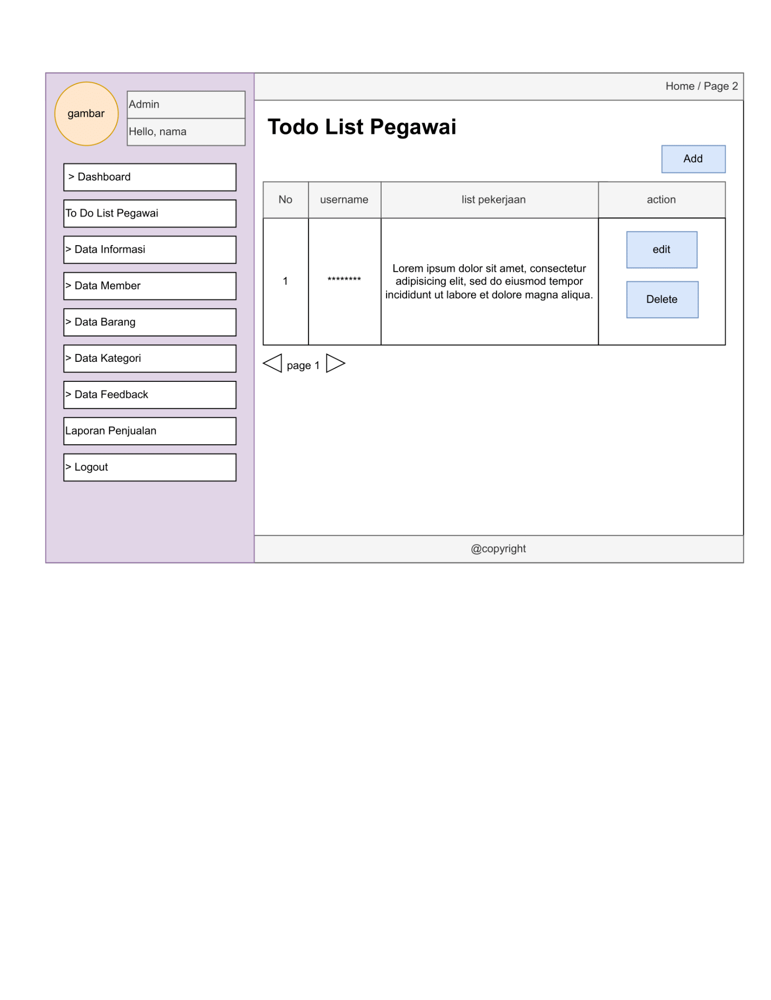 gambar
Admin
Hello, nama
> Dashboard
To Do List Pegawai
> Data Informasi
> Data Member
> Data Barang
> Data Kategori
> Data Feedback
Laporan Penjualan
> Logout
Home / Page 2
Todo List Pegawai
Add
No username list pekerjaan action
1 ******** Lorem ipsum dolor sit amet, consectetur
adipisicing elit, sed do eiusmod tempor
incididunt ut labore et dolore magna aliqua.
edit
Delete
page 1
@copyright